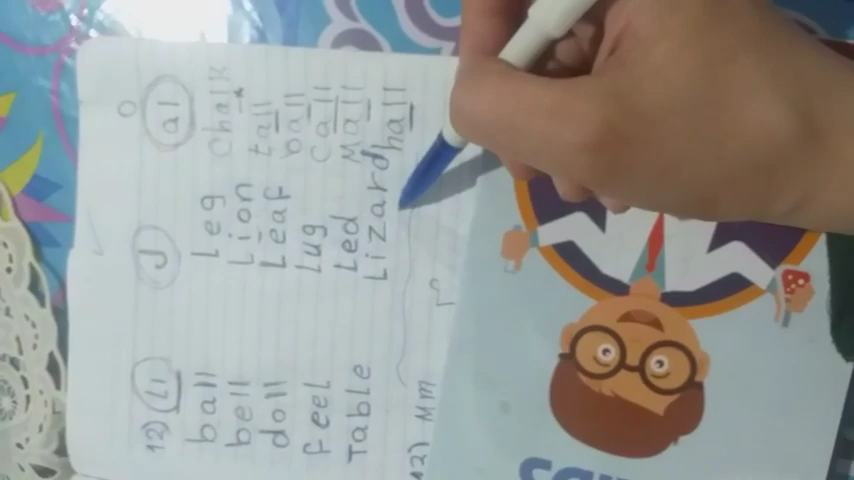 12) Ll J al
ball Leg chalk
bell Lion tall
doll Leaf ball
feel Lug call
Table Led Mall
Lizard hall
12) Mm